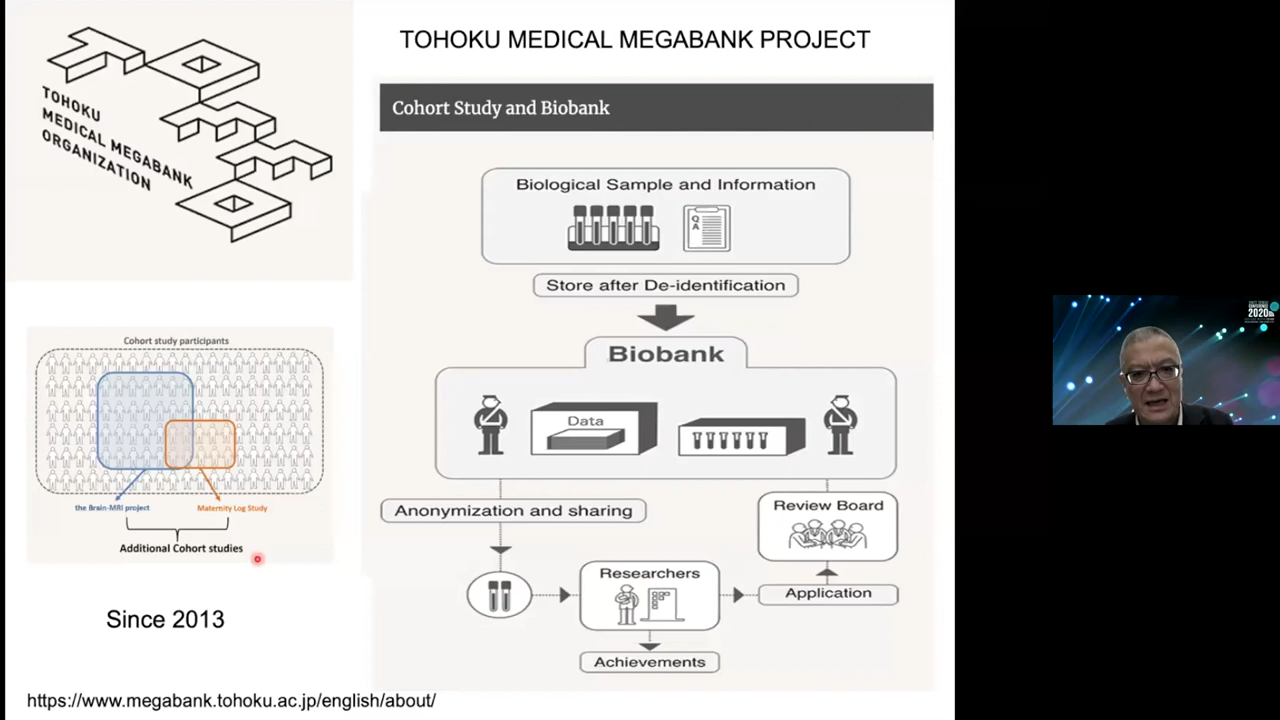 TOHOKU MEDICAL MEGABANK PROJECT
TOHOKU
MEDICAL MEGABANK
ORGANIZATION
Cohort Study and Biobank
Biological Sample and Information
Q
A
Store after De-identification
Biobank
Data
Anonymization and sharing
Review Board
Researchers
Application
Achievements
Cohort study participants
the Brain-MRI project
Maternity Log Study
Additional Cohort studies
Since 2013
https://www.megabank.tohoku.ac.jp/english/about/
CONFERENCE
2020